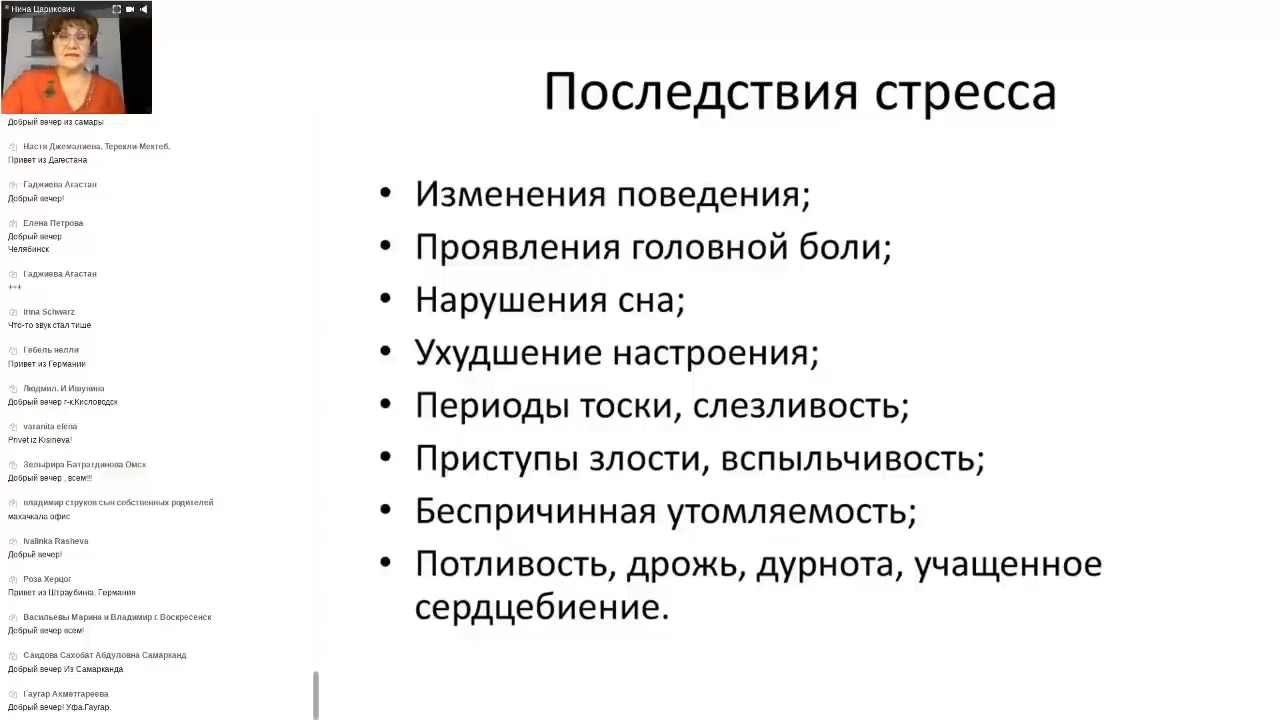 Нина Царикович
Добрый вечер из самары
Настя Джемалиева. Терекли-Мектеб.
Привет из Дагестана
Гаджиева Агастан
Добрый вечер!
Елена Петрова
Добрый вечер
Челябинск
Гаджиева Агастан
+++
Irina Schwarz
Что-то звук стал тише
Гебель нелли
Привет из Германии
Людмил. И Ишунина
Добрый вечер г-к.Кисловодск
varanita elena
Privet iz Kisineva!
Зельфира Батратдинова Омск
Добрый вечер , всем!!!
владимир струков сын собственных родителей
махачкала офис
Ivalinka Rasheva
Добрый вечер!
Роза Херцог
Привет из Штраубинга, Германия
Васильевы Марина и Владимир г. Воскресенск
Добрый вечер всем!
Саидова Сахобат Абдуловна Самарканд
Добрый вечер Из Самарканда
Гаугар Ахметгареева
Добрый вечер! Уфа.Гаугар.
Последствия стресса
• Изменения поведения;
• Проявления головной боли;
• Нарушения сна;
• Ухудшение настроения;
• Периоды тоски, слезливость;
• Приступы злости, вспыльчивость;
• Беспричинная утомляемость;
• Потливость, дрожь, дурнота, учащенное
сердцебиение.